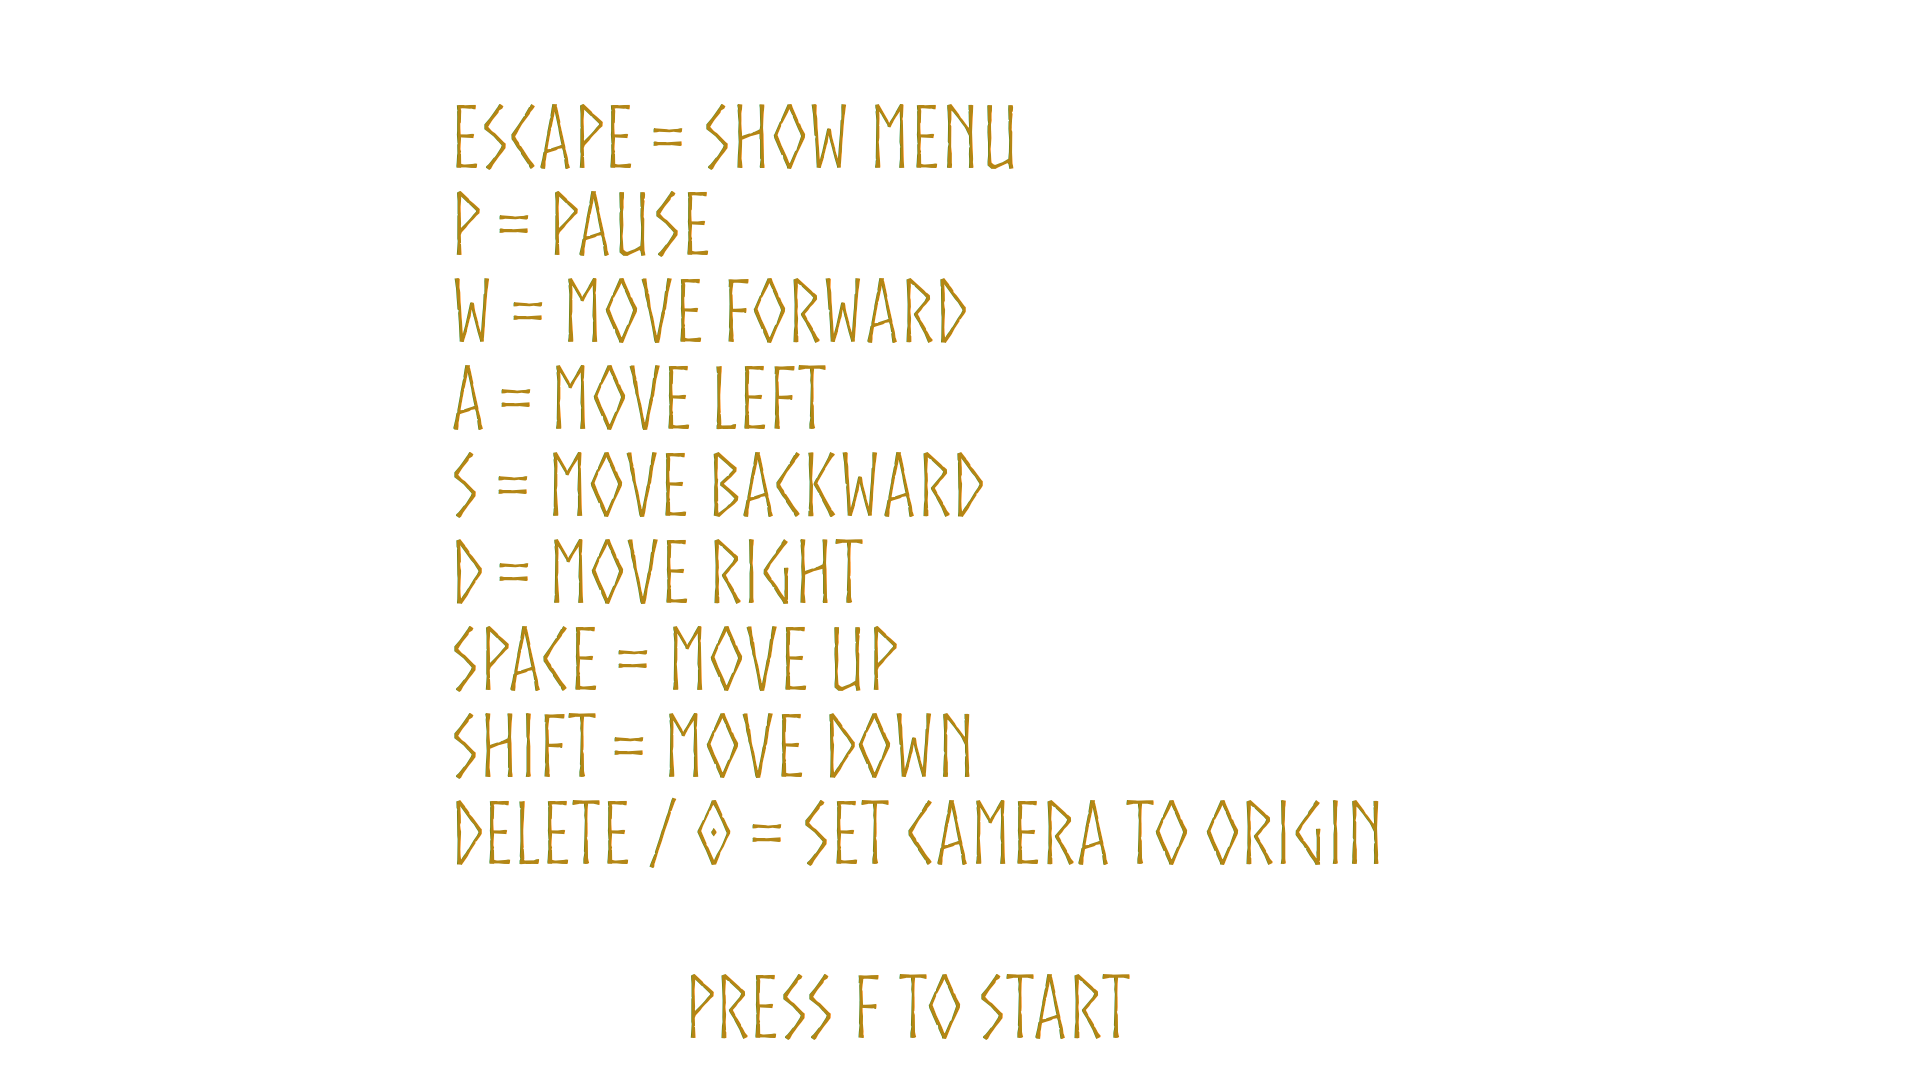 ESCAPE = SHOW MENU
P = PAUSE
W = MOVE FORWARD
A = MOVE LEFT
S = MOVE BACKWARD
D = MOVE RIGHT
SPACE = MOVE UP
SHIFT = MOVE DOWN
DELETE / 0 = SET CAMERA TO ORIGIN
PRESS F TO START